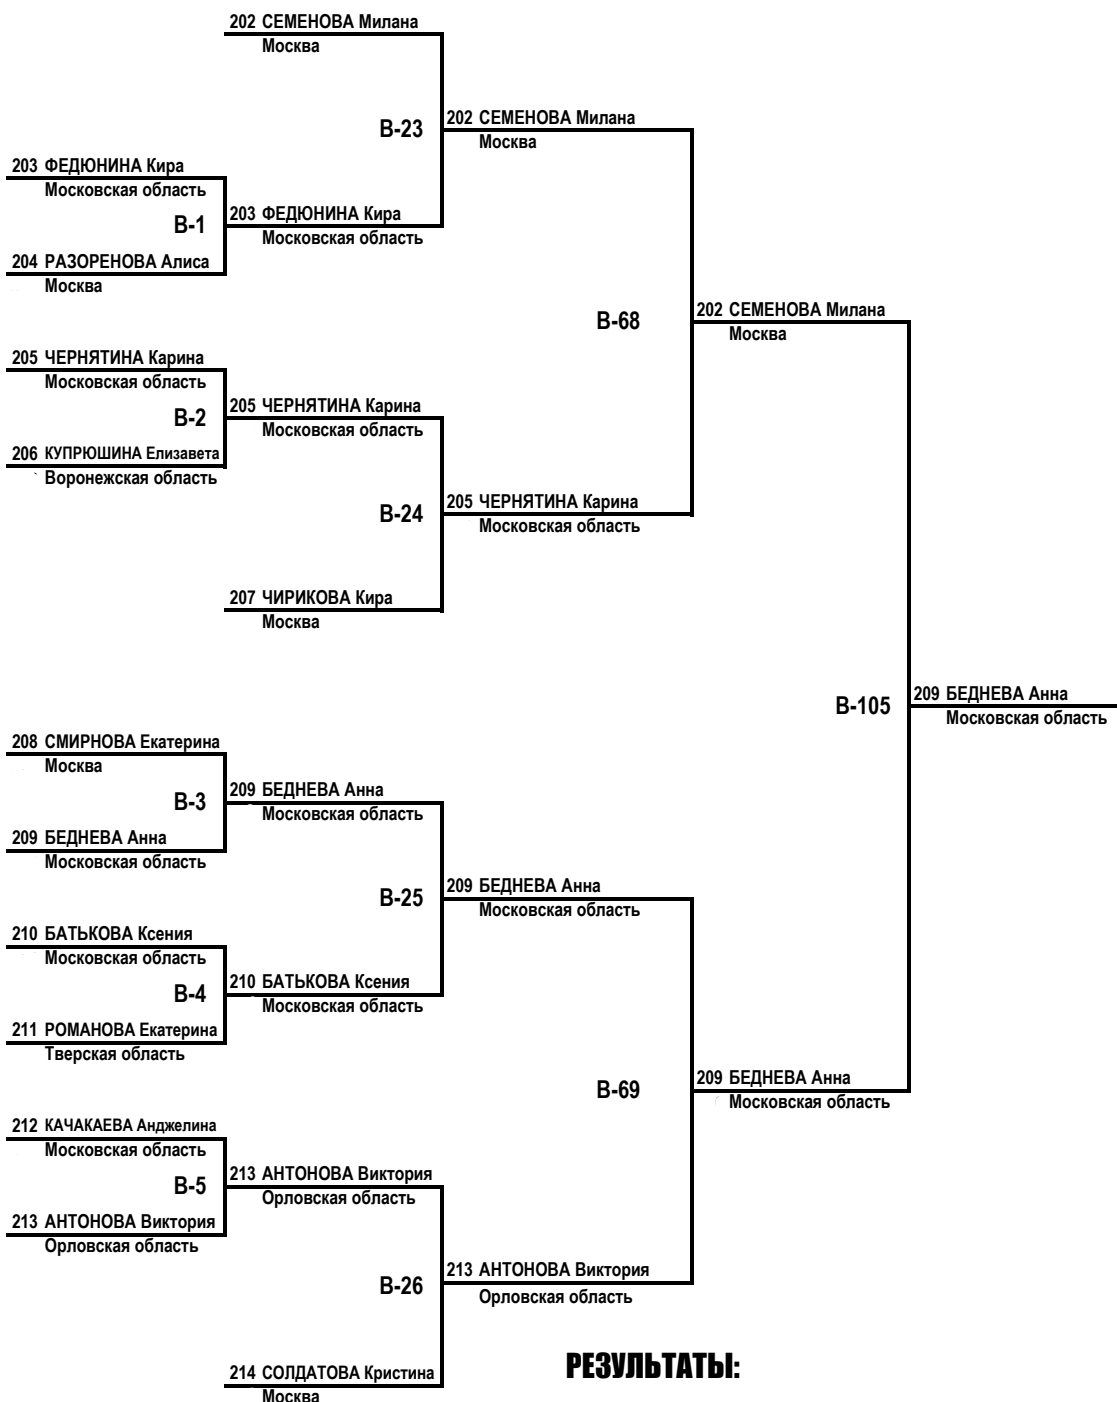 202 СЕМЕНОВА Милана
Москва
202 СЕМЕНОВА Милана
В-23
Москва
203 ФЕДЮНИНА Кира
Московская область
203 ФЕДЮНИНА Кира
В-1
Московская область
204 РАЗОРЕНОВА Алиса
Москва
202 СЕМЕНОВА Милана
В-68
Москва
205 ЧЕРНЯТИНА Карина
Московская область
205 ЧЕРНЯТИНА Карина
В-2
Московская область
206 КУПРЮШИНА Елизавета
Воронежская область
205 ЧЕРНЯТИНА Карина
В-24
Московская область
207 ЧИРИКОВА Кира
Москва
209 БЕДНЕВА Анна
В-105
Московская область
208 СМИРНОВА Екатерина
Москва
209 БЕДНЕВА Анна
В-3
Московская область
209 БЕДНЕВА Анна
Московская область
209 БЕДНЕВА Анна
В-25
Московская область
210 БАТЬКОВА Ксения
Московская область
210 БАТЬКОВА Ксения
В-4
Московская область
211 РОМАНОВА Екатерина
Тверская область
209 БЕДНЕВА Анна
В-69
Московская область
212 КАЧАКАЕВА Анджелина
Московская область
213 АНТОНОВА Виктория
В-5
Орловская область
213 АНТОНОВА Виктория
Орловская область
213 АНТОНОВА Виктория
В-26
Орловская область
214 СОЛДАТОВА Кристина
Москва
РЕЗУЛЬТАТЫ: